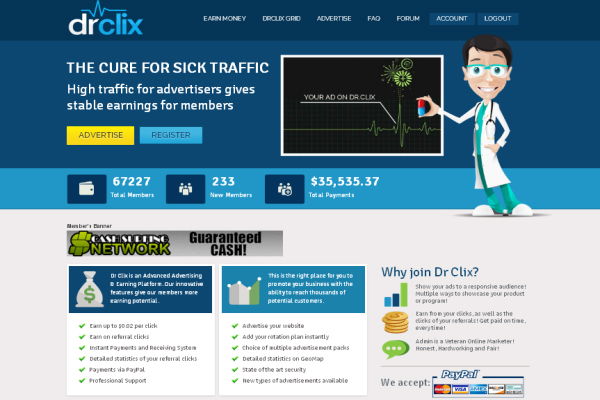 drclix
EARN MONEY DRCLIX GRID ADVERTISE FAQ FORUM ACCOUNT LOGOUT
THE CURE FOR SICK TRAFFIC
High traffic for advertisers gives
stable earnings for members
ADVERTISE REGISTER
YOUR AD ON DR.CLIX
67227
Total Members
233
New Members
$35,535.37
Total Payments
Member's Banner
CASH SURFING
NETWORK
Guaranteed
CASH!
Dr Clix is an Advanced Advertising
& Earning Platform. Our innovative
features give our members more
earning potential.
Earn up to $0.02 per click
Earn on referral clicks
Instant Payments and Receiving System
Detailed statistics of your referral clicks
Payments via PayPal
Professional Support
This is the right place for you to
promote your business with the
ability to reach thousands of
potential customers.
Advertise your website
Add your rotation plan instantly
Choice of multiple advertisement packs
Detailed statistics on GeoMap
State of the art security
New types of advertisements available
Why join Dr Clix?
Show your ads to a responsive audience!
Multiple ways to showcase your product
or program!
Earn from your clicks, as well as the
clicks of your referrals! Get paid on time,
everytime!
Admin is a Veteran Online Marketer!
Honest, Hardworking and Fair!
We accept:
PayPal
VISA